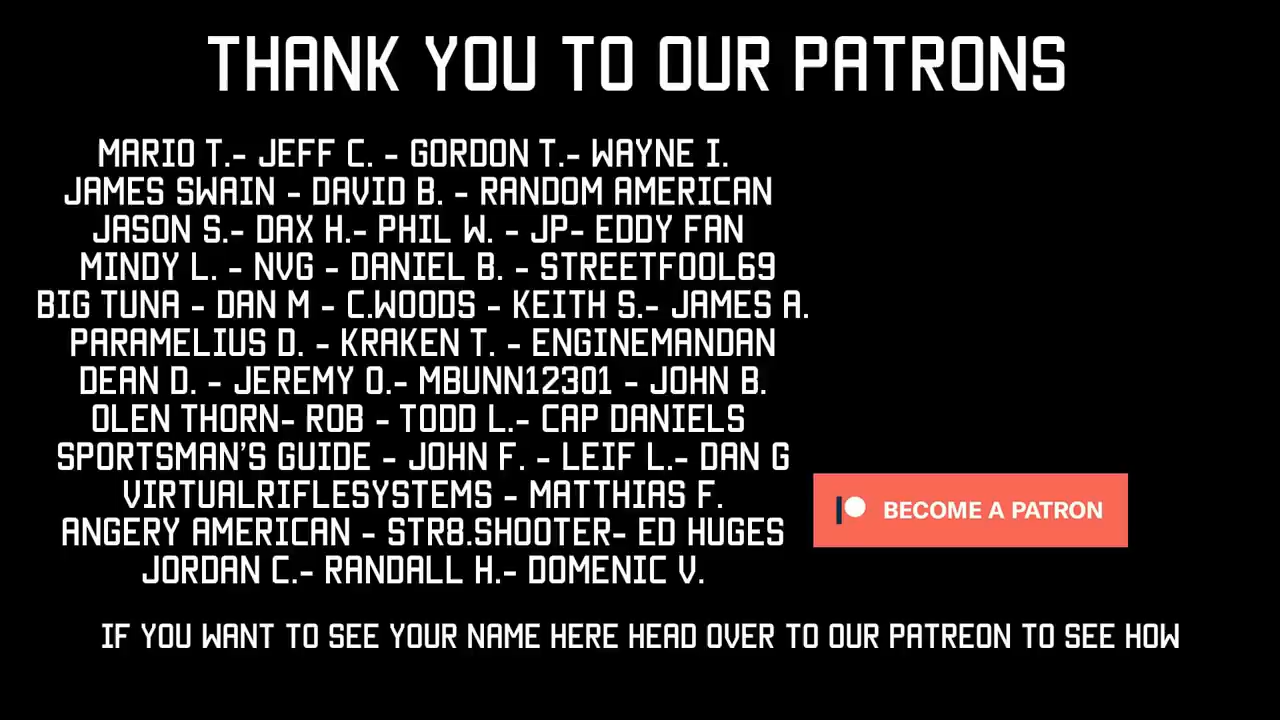 THANK YOU TO OUR PATRONS
MARIO T.- JEFF C. - GORDON T.- WAYNE I.
JAMES SWAIN - DAVID B. - RANDOM AMERICAN
JASON S.- DAX H.- PHIL W. - JP- EDDY FAN
MINDY L. - NVG - DANIEL B. - STREETFOOL69
BIG TUNA - DAN M - C.WOODS - KEITH S.- JAMES A.
PARAMELIUS D. - KRAKEN T. - ENGINEMANDAN
DEAN D. - JEREMY O.- MBUNN12301 - JOHN B.
OLEN THORN- ROB - TODD L.- CAP DANIELS
SPORTSMAN'S GUIDE - JOHN F. - LEIF L.- DAN G
VIRTUALRIFLESYSTEMS - MATTHIAS F.
ANGERY AMERICAN - STR8.SHOOTER- ED HUGES
JORDAN C.- RANDALL H.- DOMENIC V.
BECOME A PATRON
IF YOU WANT TO SEE YOUR NAME HERE HEAD OVER TO OUR PATREON TO SEE HOW